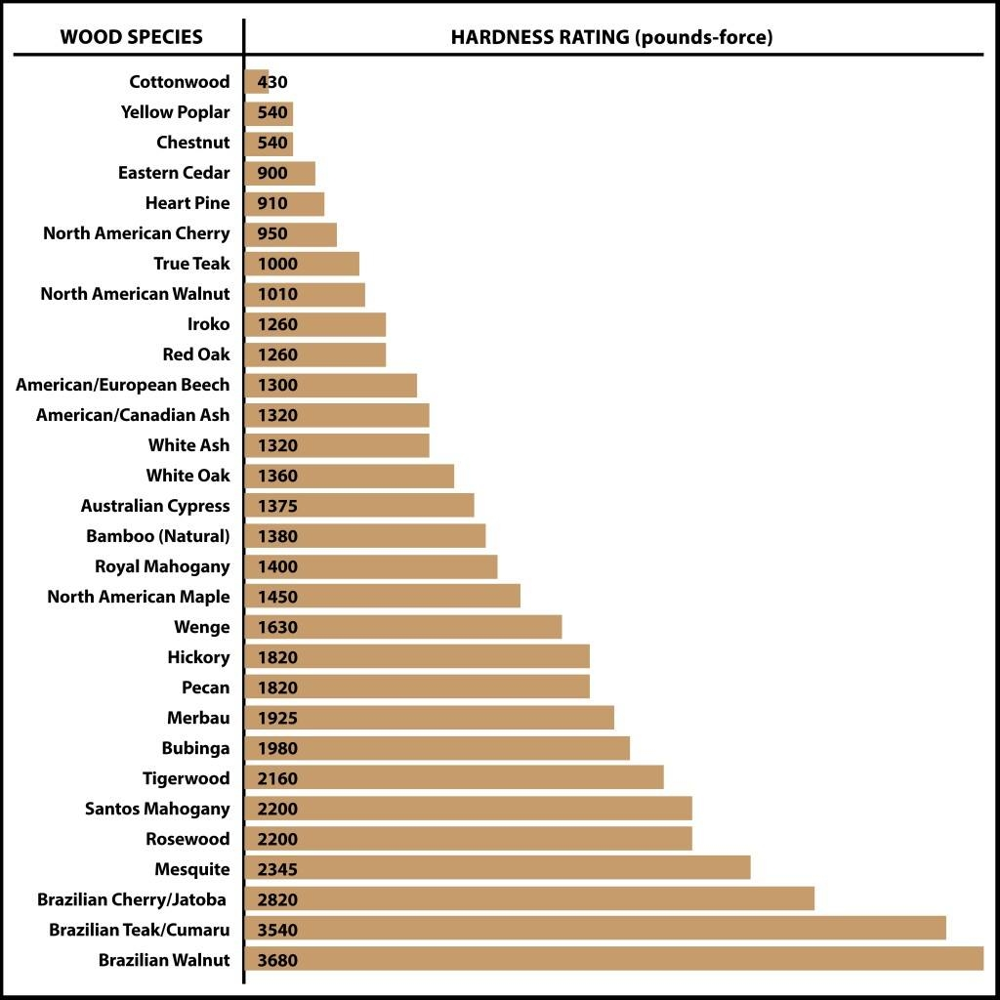 WOOD SPECIES HARDNESS RATING (pounds-force)
Cottonwood 430
Yellow Poplar 540
Chestnut 540
Eastern Cedar 900
Heart Pine 910
North American Cherry 950
True Teak 1000
North American Walnut 1010
Iroko 1260
Red Oak 1260
American/European Beech 1300
American/Canadian Ash 1320
White Ash 1320
White Oak 1360
Australian Cypress 1375
Bamboo (Natural) 1380
Royal Mahogany 1400
North American Maple 1450
Wenge 1630
Hickory 1820
Pecan 1820
Merbau 1925
Bubinga 1980
Tigerwood 2160
Santos Mahogany 2200
Rosewood 2200
Mesquite 2345
Brazilian Cherry/Jatoba 2820
Brazilian Teak/Cumaru 3540
Brazilian Walnut 3680